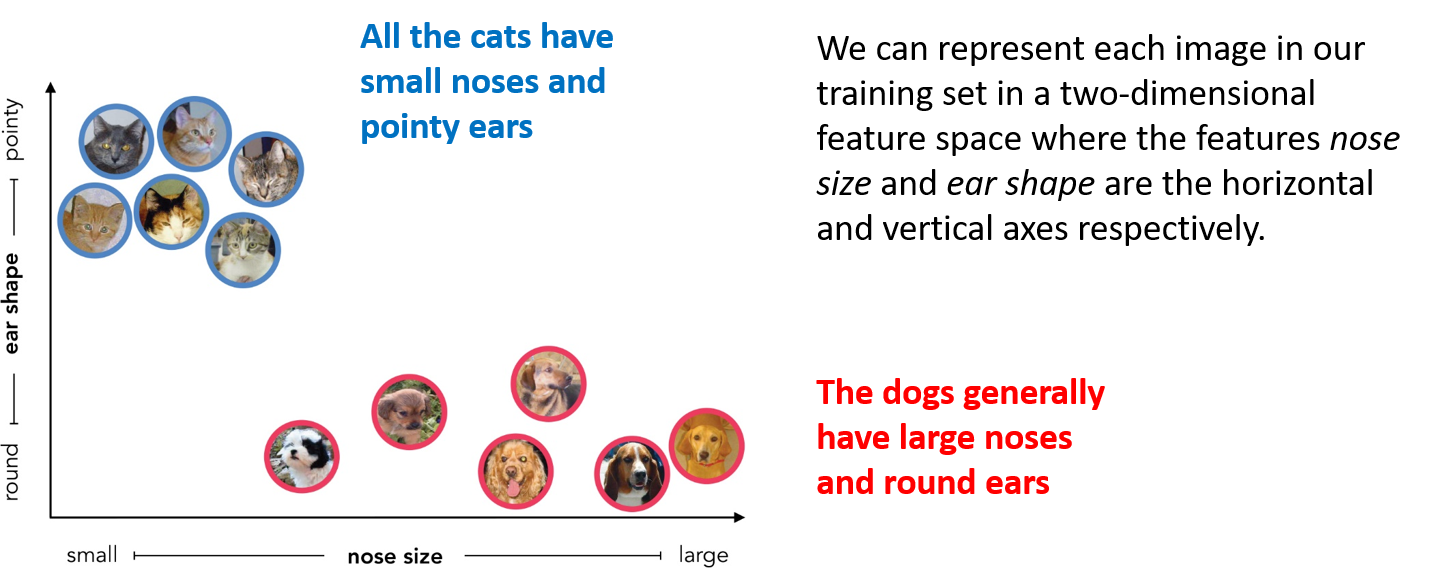 All the cats have
small noses and
pointy ears
We can represent each image in our
training set in a two-dimensional
feature space where the features nose
size and ear shape are the horizontal
and vertical axes respectively.
pointy
ear shape
round
The dogs generally
have large noses
and round ears
small
nose size
large